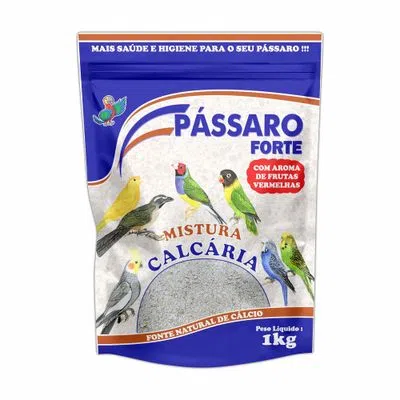 MAIS SAÚDE E HIGIENE PARA O SEU PÁSSARO !!!
PÁSSARO
FORTE
COM AROMA
DE FRUTAS
VERMELHAS
MISTURA
CALCÁRIA
FONTE NATURAL DE CÁLCIO
Peso Líquido :
1kg